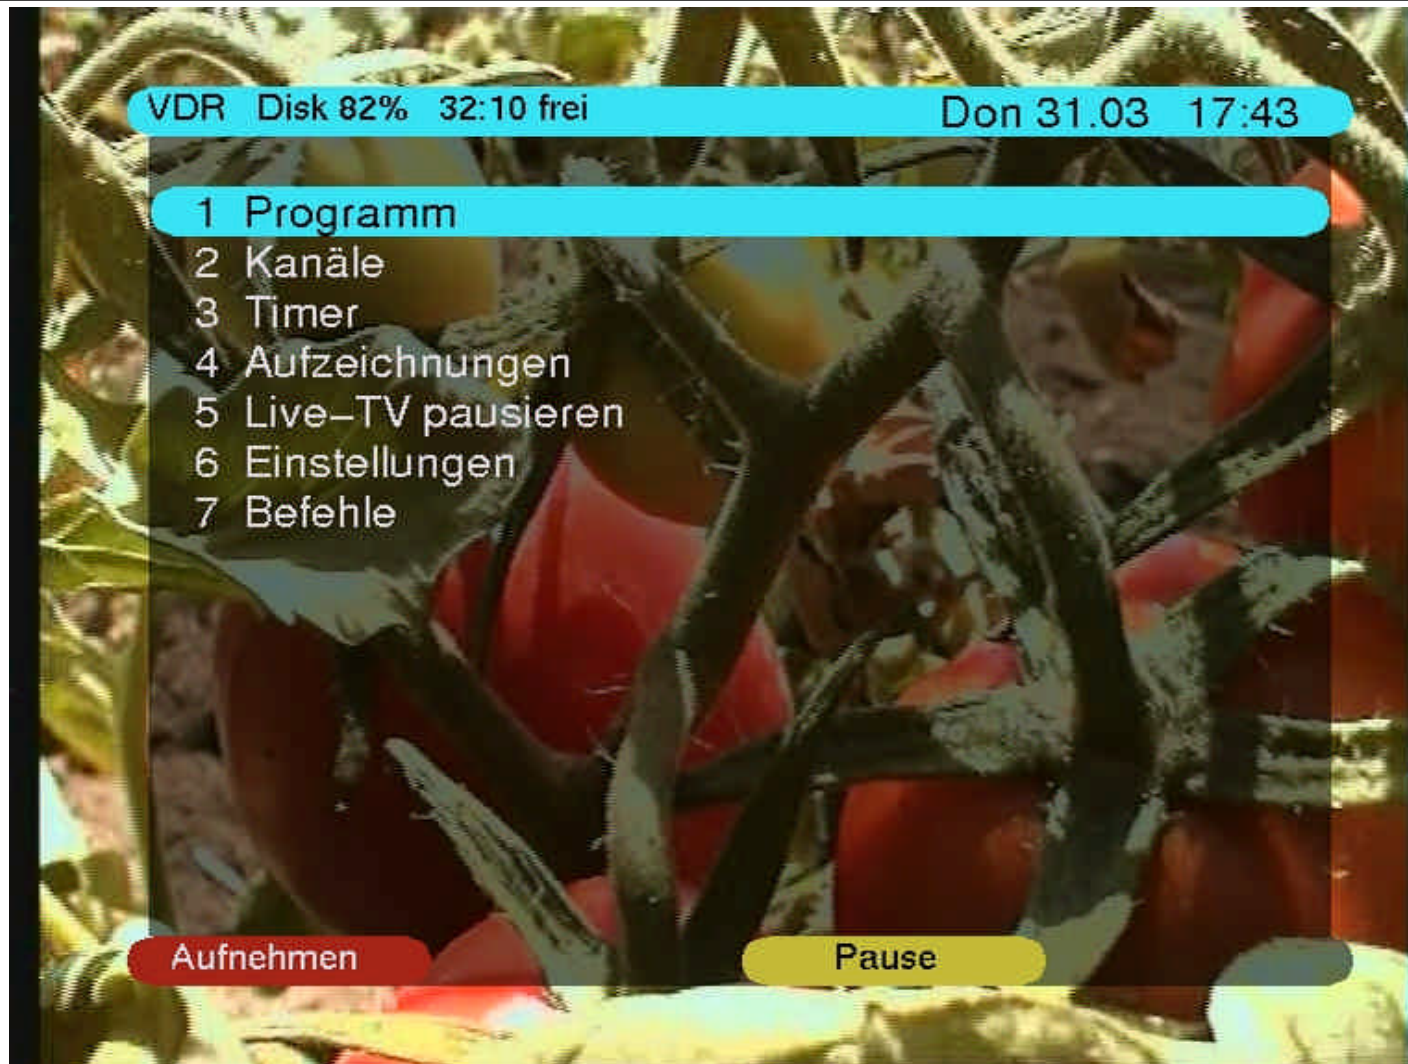 VDR Disk 82% 32:10 frei Don 31.03 17:43
1 Programm
2 Kanäle
3 Timer
4 Aufzeichnungen
5 Live-TV pausieren
6 Einstellungen
7 Befehle
Aufnehmen Pause